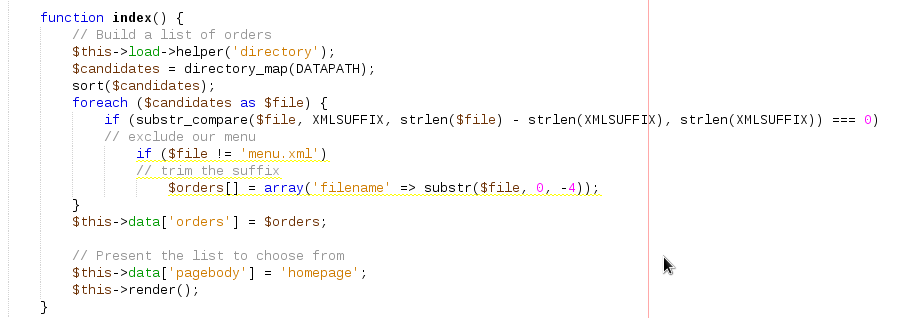 function index() {
    // Build a list of orders
    $this->load->helper('directory');
    $candidates = directory_map(DATAPATH);
    sort($candidates);
    foreach ($candidates as $file) {
        if (substr_compare($file, XMLSUFFIX, strlen($file) - strlen(XMLSUFFIX), strlen(XMLSUFFIX)) === 0)
        // exclude our menu
            if ($file != 'menu.xml')
            // trim the suffix
                $orders[] = array('filename' => substr($file, 0, -4));
    }
    $this->data['orders'] = $orders;

    // Present the list to choose from
    $this->data['pagebody'] = 'homepage';
    $this->render();
}